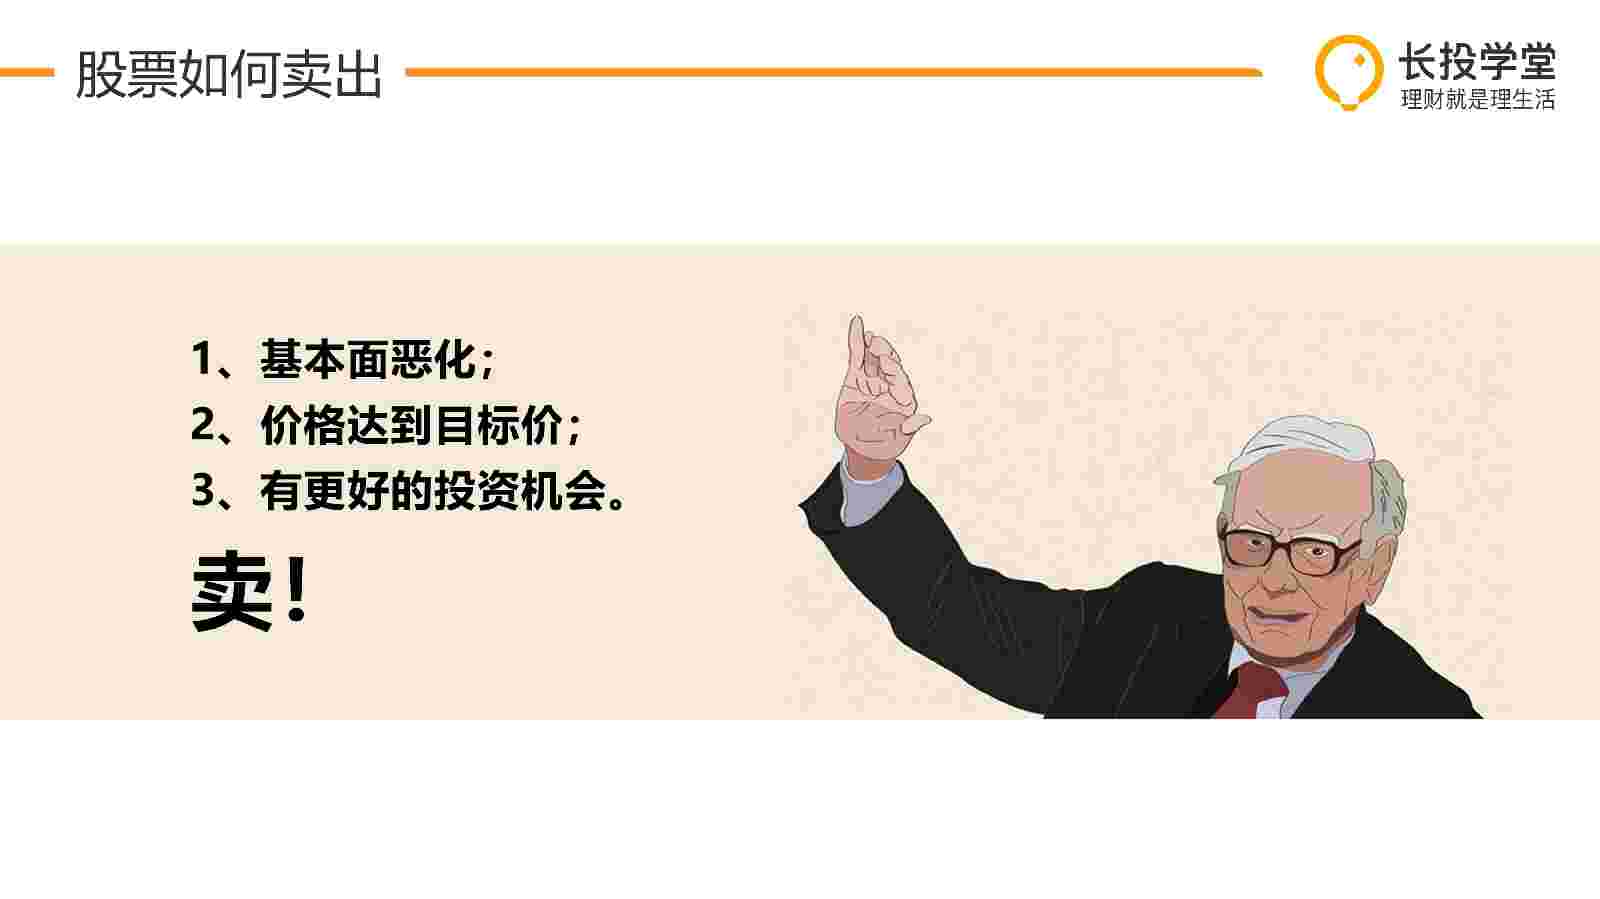 股票如何卖出
长投学堂
理财就是理生活
1、基本面恶化；
2、价格达到目标价；
3、有更好的投资机会。
卖！